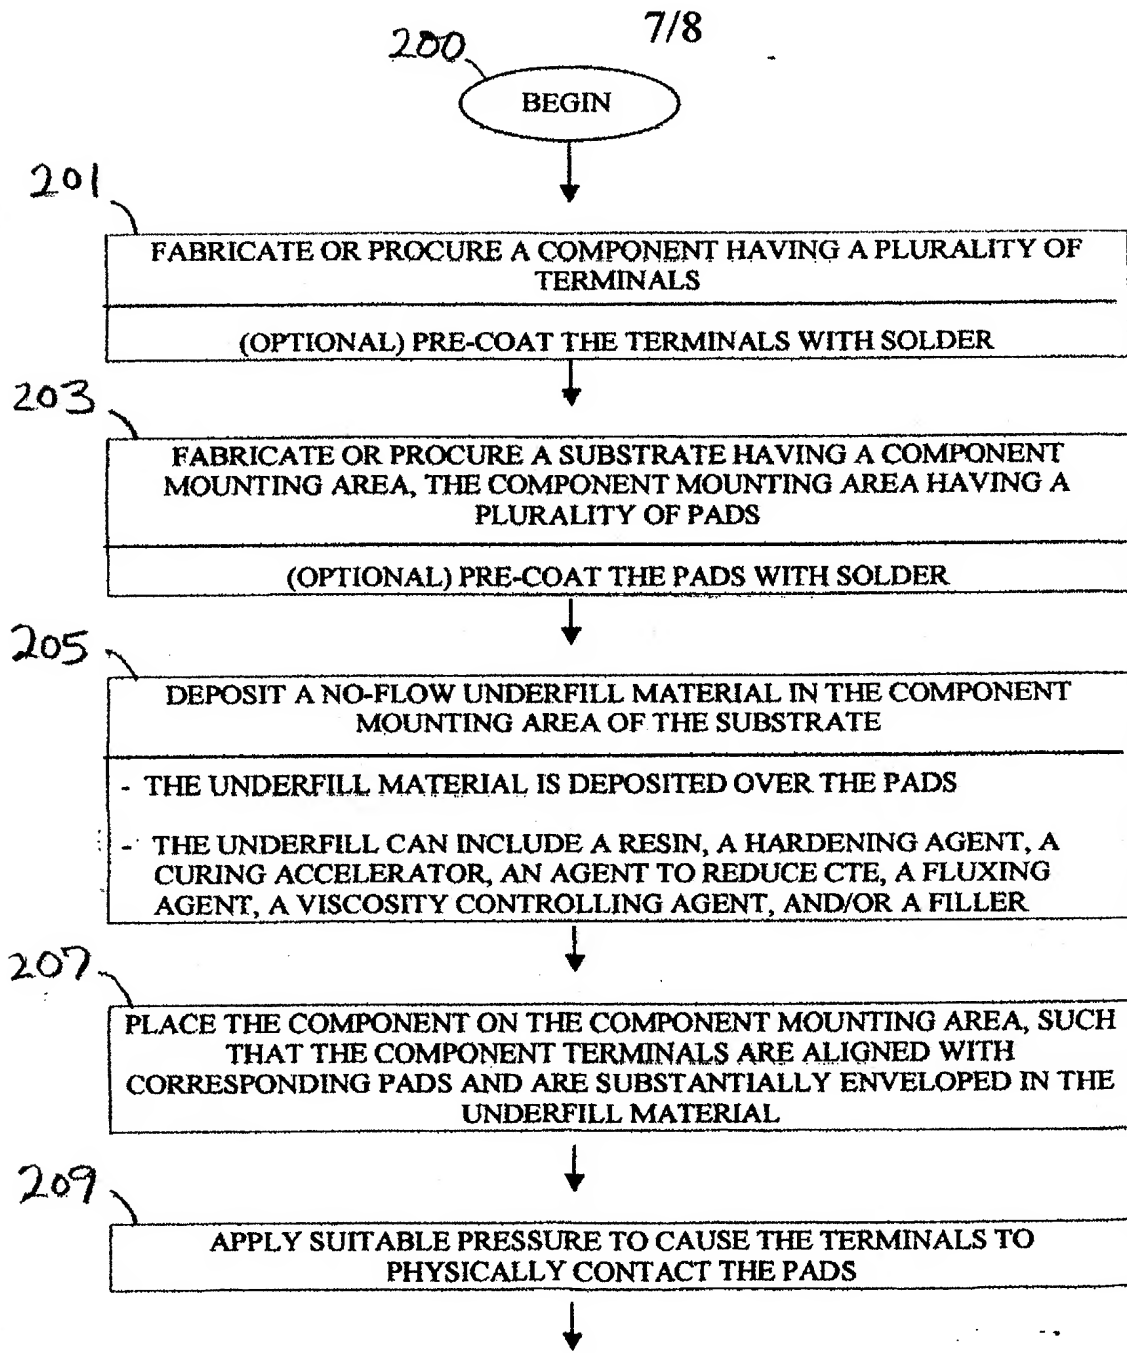 7/8
200
BEGIN
201
FABRICATE OR PROCURE A COMPONENT HAVING A PLURALITY OF
TERMINALS
(OPTIONAL) PRE-COAT THE TERMINALS WITH SOLDER
203
FABRICATE OR PROCURE A SUBSTRATE HAVING A COMPONENT
MOUNTING AREA, THE COMPONENT MOUNTING AREA HAVING A
PLURALITY OF PADS
(OPTIONAL) PRE-COAT THE PADS WITH SOLDER
205
DEPOSIT A NO-FLOW UNDERFILL MATERIAL IN THE COMPONENT
MOUNTING AREA OF THE SUBSTRATE
- THE UNDERFILL MATERIAL IS DEPOSITED OVER THE PADS
- THE UNDERFILL CAN INCLUDE A RESIN, A HARDENING AGENT, A
CURING ACCELERATOR, AN AGENT TO REDUCE CTE, A FLUXING
AGENT, A VISCOSITY CONTROLLING AGENT, AND/OR A FILLER
207
PLACE THE COMPONENT ON THE COMPONENT MOUNTING AREA, SUCH
THAT THE COMPONENT TERMINALS ARE ALIGNED WITH
CORRESPONDING PADS AND ARE SUBSTANTIALLY ENVELOPED IN THE
UNDERFILL MATERIAL
209
APPLY SUITABLE PRESSURE TO CAUSE THE TERMINALS TO
PHYSICALLY CONTACT THE PADS